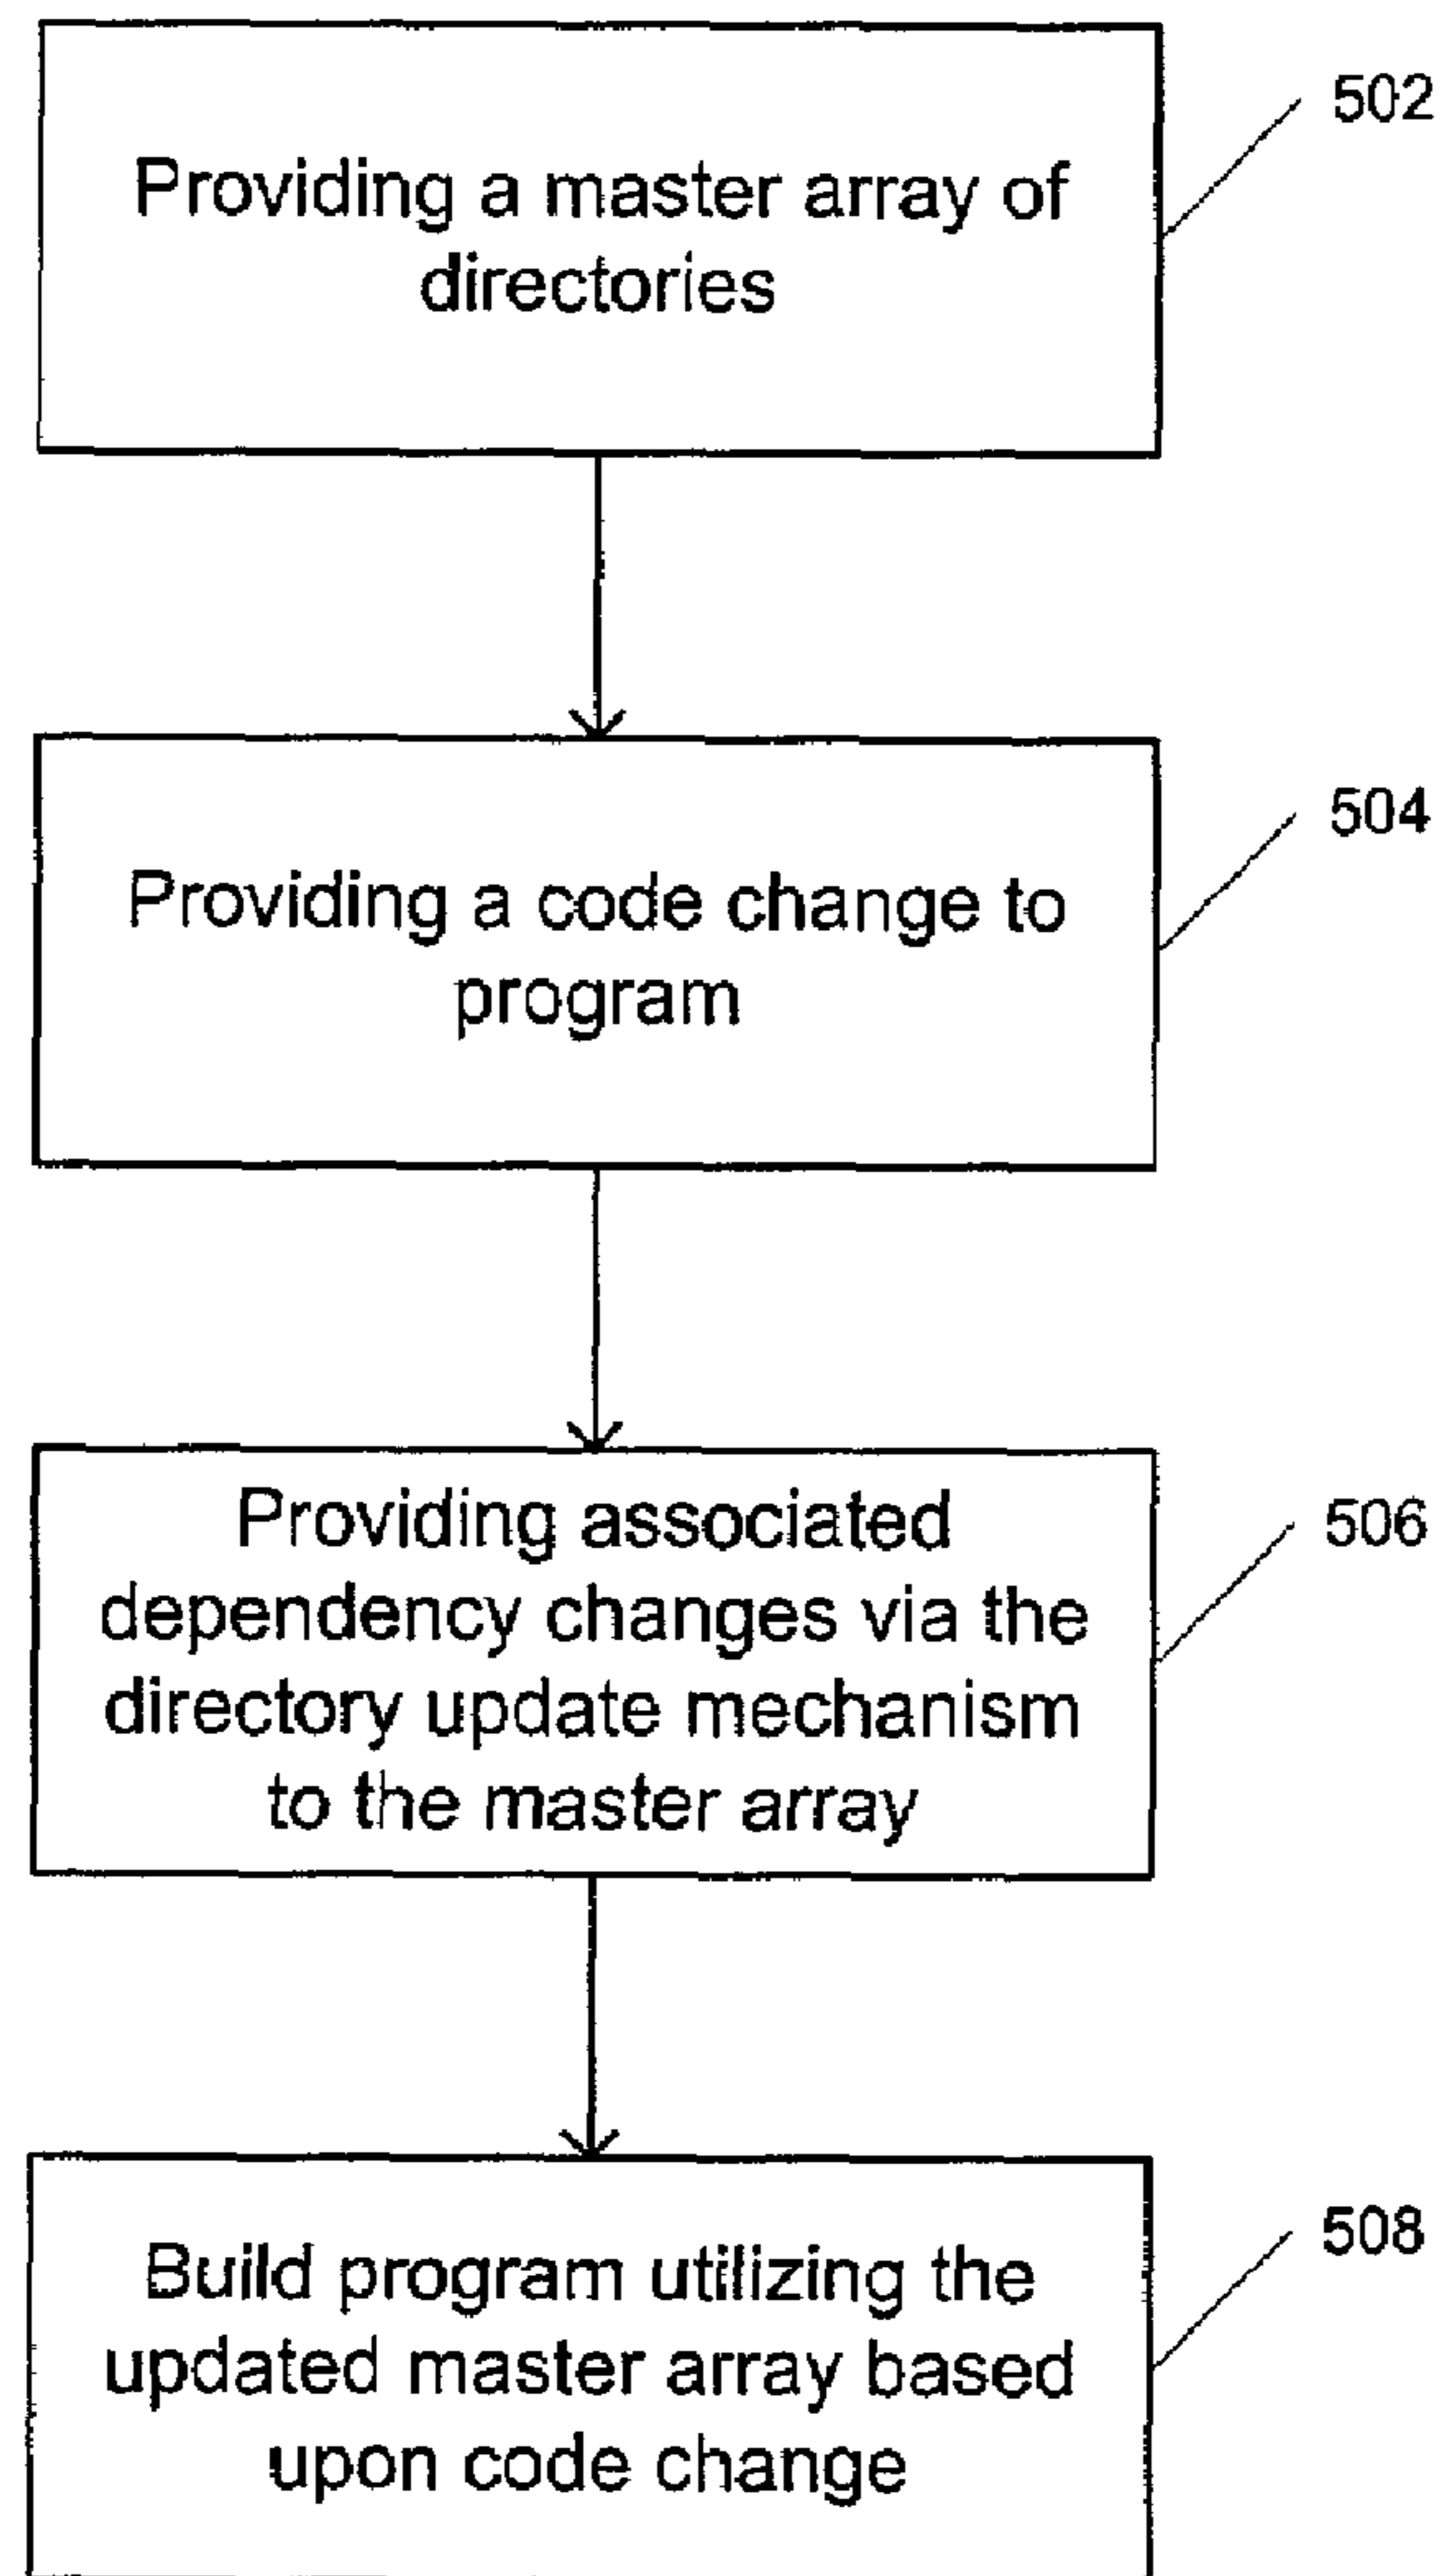 502
Providing a master array of
directories
504
Providing a code change to
program
506
Providing associated
dependency changes via the
directory update mechanism
to the master array
508
Build program utilizing the
updated master array based
upon code change